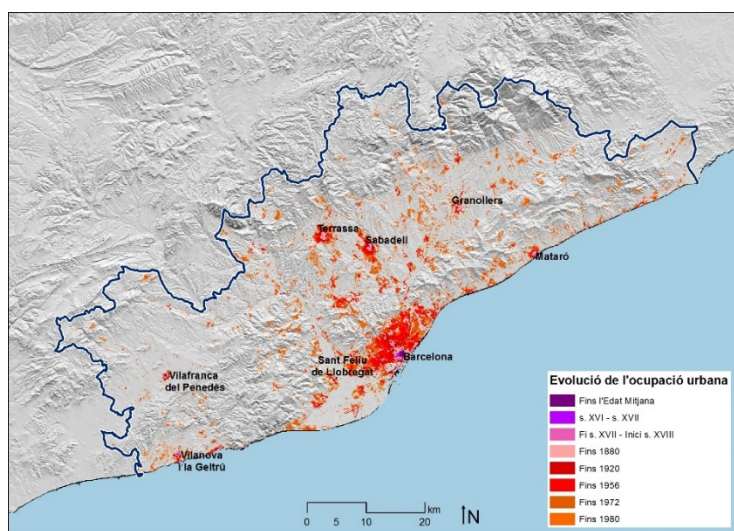 Granollers
Terrassa
Sabadell
Mataró
Sant Feliu
de Llobregat
Barcelona
Vilafranca
del Penedés
Vilanova
i la Geltrú
Evolució de l'ocupació urbana
Fins l'Edat Mitjana
s. XVI - s. XVII
Fi s. XVII - Inici s. XVIII
Fins 1880
Fins 1920
Fins 1956
Fins 1972
Fins 1980
km
0 5 10 20
N